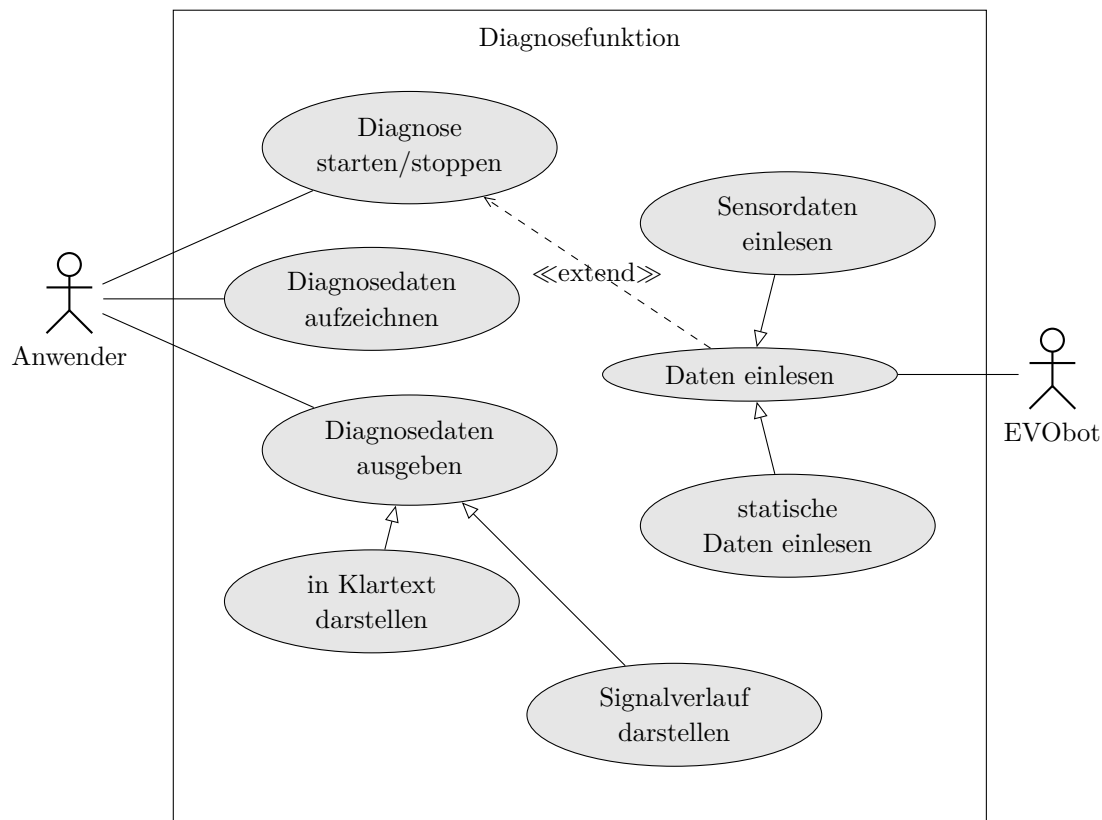 Diagnosefunktion
Diagnose
starten/stoppen
Sensordaten
einlesen
Diagnosedaten
aufzeichnen
≪extend≫
Anwender
Daten einlesen
EVObot
Diagnosedaten
ausgeben
statische
Daten einlesen
in Klartext
darstellen
Signalverlauf
darstellen